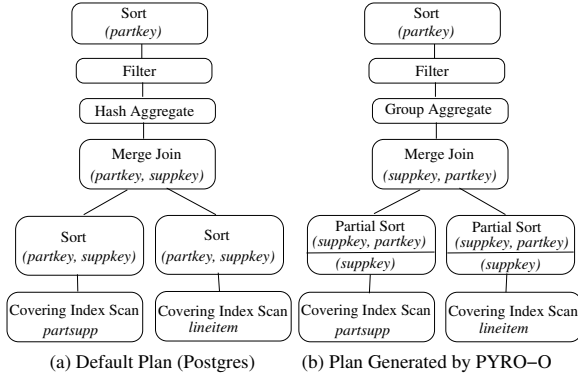 Sort
(partkey)
Filter
Hash Aggregate
Merge Join
(partkey, suppkey)
Sort
(partkey, suppkey)
Sort
(partkey, suppkey)
Covering Index Scan
partsupp
Covering Index Scan
lineitem
(a) Default Plan (Postgres)
Sort
(partkey)
Filter
Group Aggregate
Merge Join
(suppkey, partkey)
Partial Sort
(suppkey, partkey)
(suppkey)
Partial Sort
(suppkey, partkey)
(suppkey)
Covering Index Scan
partsupp
Covering Index Scan
lineitem
(b) Plan Generated by PYRO−O